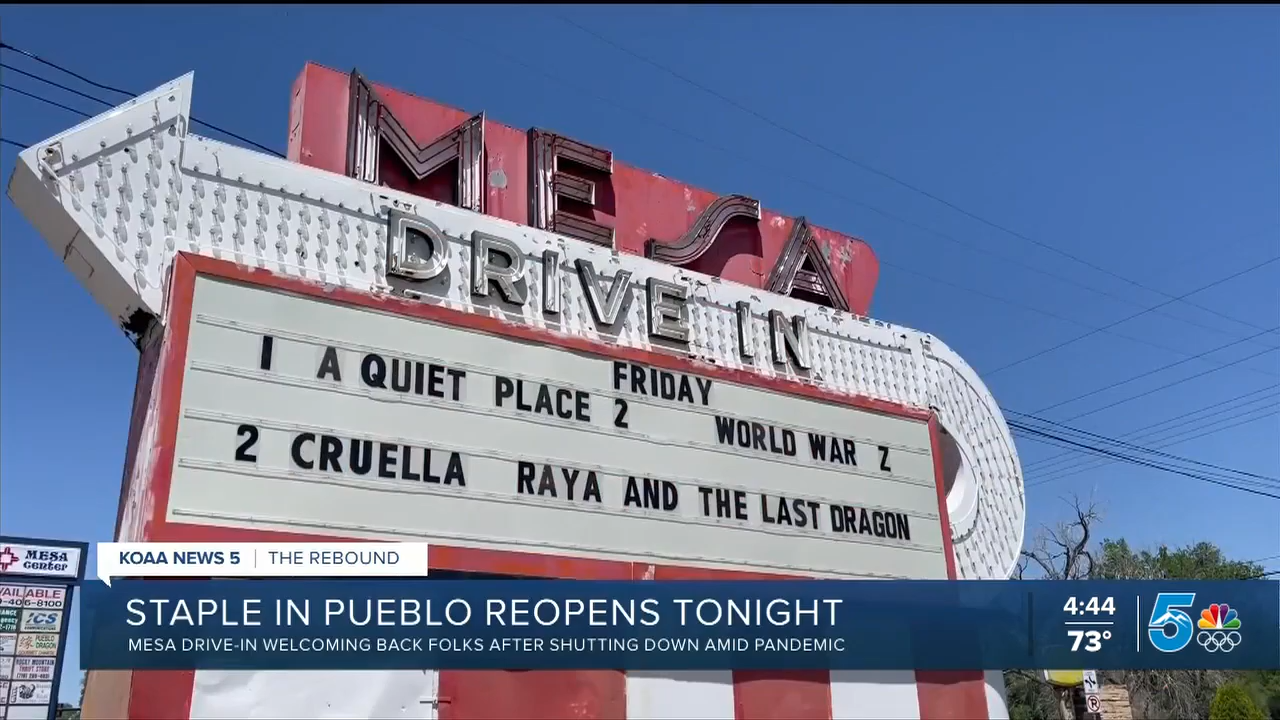 MESA
DRIVE IN
FRIDAY
1 A QUIET PLACE 2 WORLD WAR Z
2 CRUELLA RAYA AND THE LAST DRAGON
MESA
Center
KOAA NEWS 5 | THE REBOUND
STAPLE IN PUEBLO REOPENS TONIGHT
MESA DRIVE-IN WELCOMING BACK FOLKS AFTER SHUTTING DOWN AMID PANDEMIC
4:44
73°
5